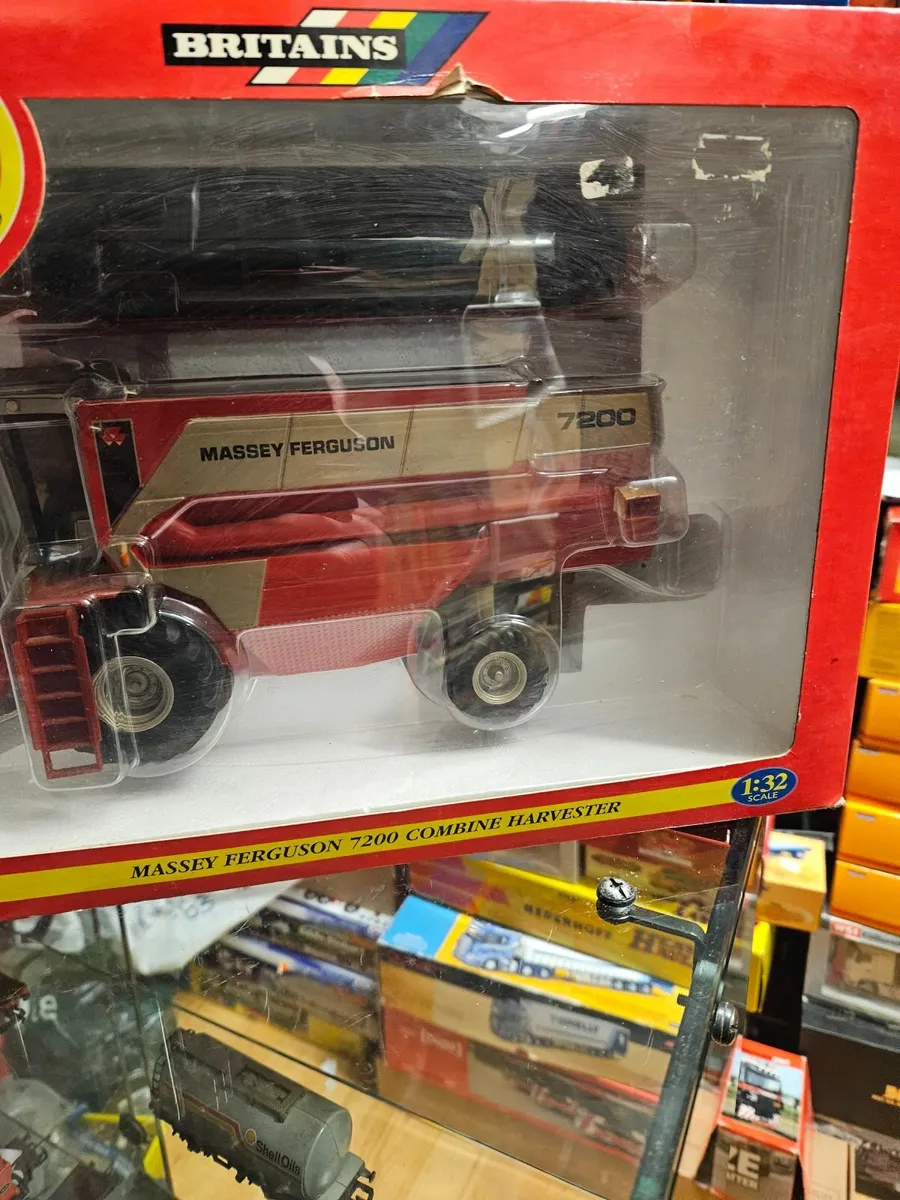 BRITAINS
7200
MASSEY FERGUSON
1:32
SCALE
MASSEY FERGUSON 7200 COMBINE HARVESTER
Shell Oils